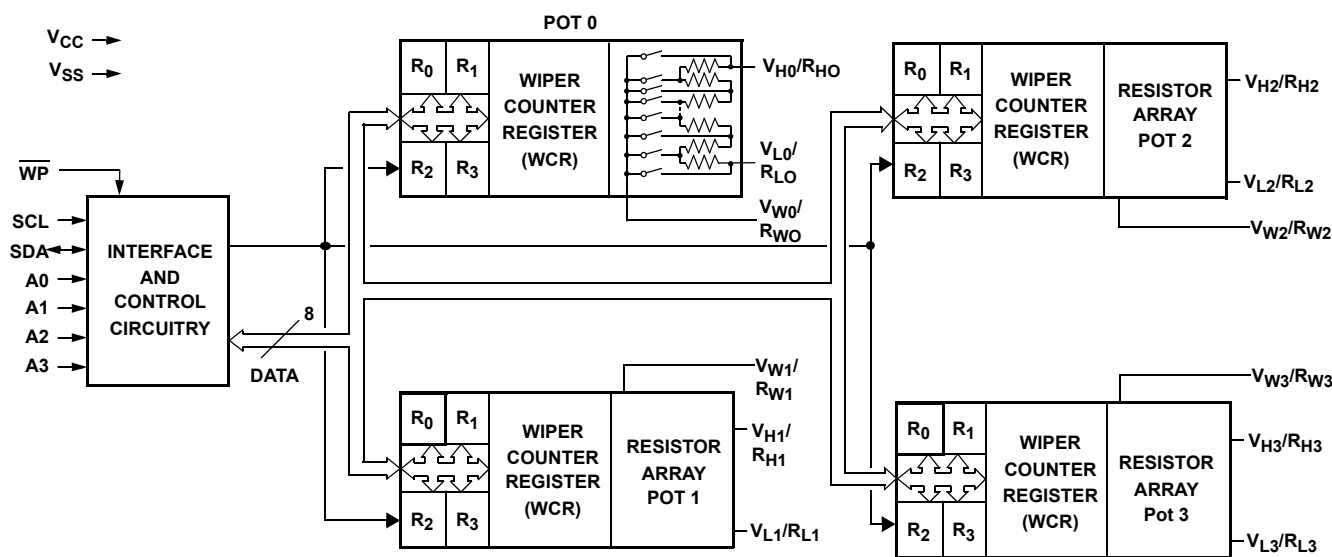 POT 0
VCC
VSS
R0 R1
R2 R3
WIPER
COUNTER
REGISTER
(WCR)
VH0/RHO
VL0/
RLO
VW0/
RWO
R0 R1
R2 R3
WIPER
COUNTER
REGISTER
(WCR)
RESISTOR
ARRAY
POT 2
VH2/RH2
VL2/RL2
VW2/RW2
WP
SCL
SDA
A0
A1
A2
A3
INTERFACE
AND
CONTROL
CIRCUITRY
8
DATA
VW1/
RW1
R0 R1
R2 R3
WIPER
COUNTER
REGISTER
(WCR)
RESISTOR
ARRAY
POT 1
VH1/
RH1
VL1/RL1
VW3/RW3
R0 R1
R2 R3
WIPER
COUNTER
REGISTER
(WCR)
RESISTOR
ARRAY
Pot 3
VH3/RH3
VL3/RL3